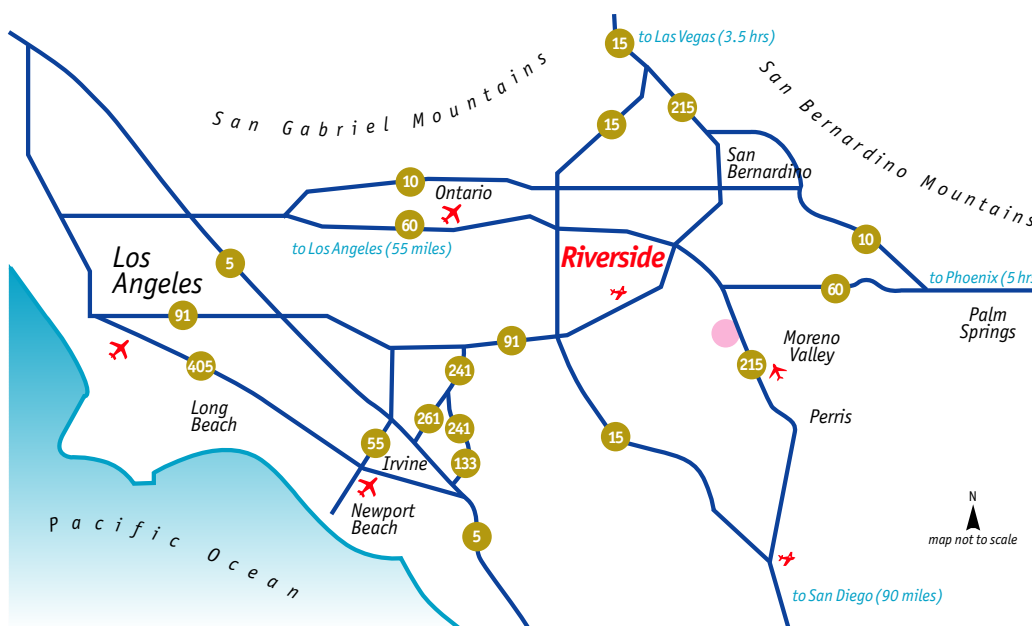 to Las Vegas (3.5 hrs)
15
San Gabriel Mountains
San Bernardino Mountains
215
15
San
Bernardino
10
Ontario
60
to Los Angeles (55 miles)
10
Los
Angeles
5
Riverside
to Phoenix (5 hr
60
Palm
Springs
91
91
Moreno
Valley
405
241
215
Long
Beach
261
241
Perris
55
Irvine
133
15
Newport
Beach
N
map not to scale
Pacific Ocean
5
to San Diego (90 miles)